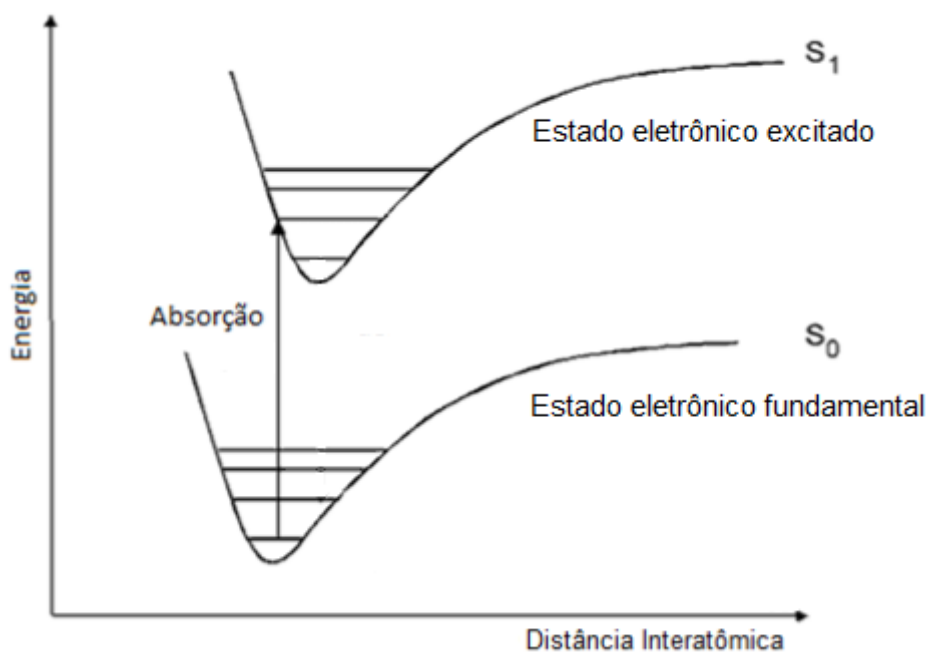 S₁
Estado eletrônico excitado
Absorção
Energia
S₀
Estado eletrônico fundamental
Distância Interatômica